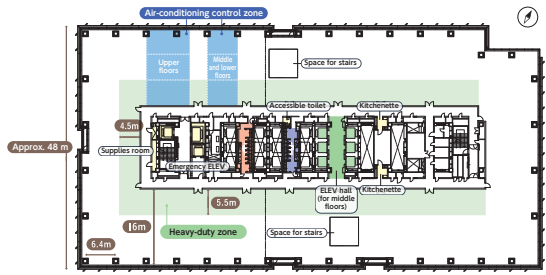 Air-conditioning control zone
Upper
floors
Middle
and lower
floors
Space for stairs
Accessible toilet
Kitchenette
4.5m
Approx. 48 m
Supplies room
Emergency ELEV
ELEV hall
(for middle
floors)
Kitchenette
5.5m
16m
Heavy-duty zone
Space for stairs
6.4m